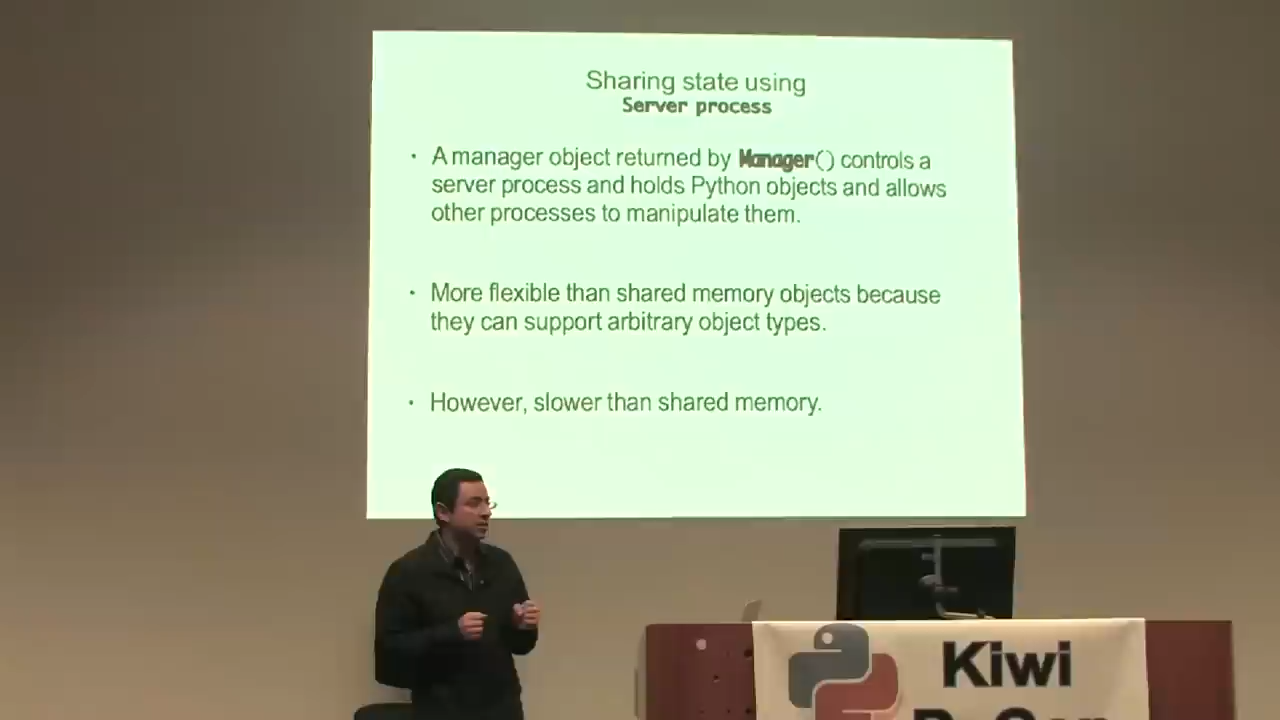 Sharing state using
Server process
· A manager object returned by Manager() controls a
server process and holds Python objects and allows
other processes to manipulate them.
· More flexible than shared memory objects because
they can support arbitrary object types.
· However, slower than shared memory.
Kiwi